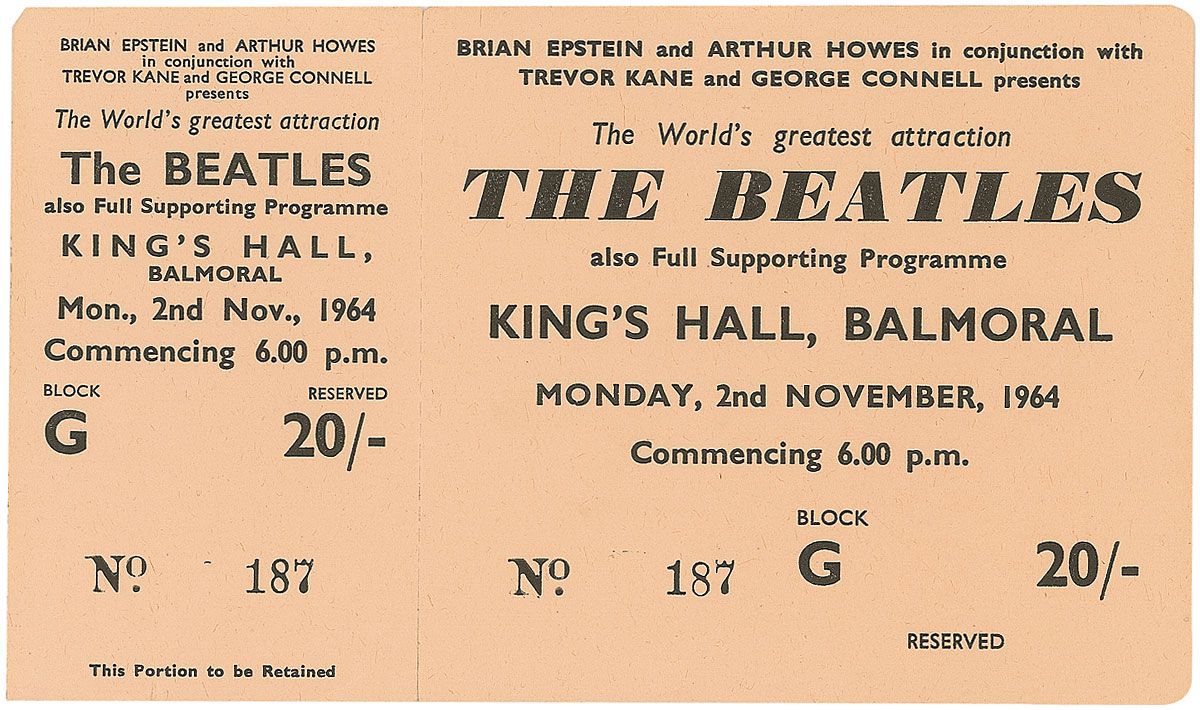 BRIAN EPSTEIN and ARTHUR HOWES
in conjunction with
TREVOR KANE and GEORGE CONNELL
presents
The World's greatest attraction
The BEATLES
also Full Supporting Programme
KING'S HALL,
BALMORAL
Mon., 2nd Nov., 1964
Commencing 6.00 p.m.
BLOCK RESERVED
G 20/-
Nº 187
This Portion to be Retained
BRIAN EPSTEIN and ARTHUR HOWES in conjunction with
TREVOR KANE and GEORGE CONNELL presents
The World's greatest attraction
THE BEATLES
also Full Supporting Programme
KING'S HALL, BALMORAL
MONDAY, 2nd NOVEMBER, 1964
Commencing 6.00 p.m.
BLOCK
Nº 187 G 20/-
RESERVED